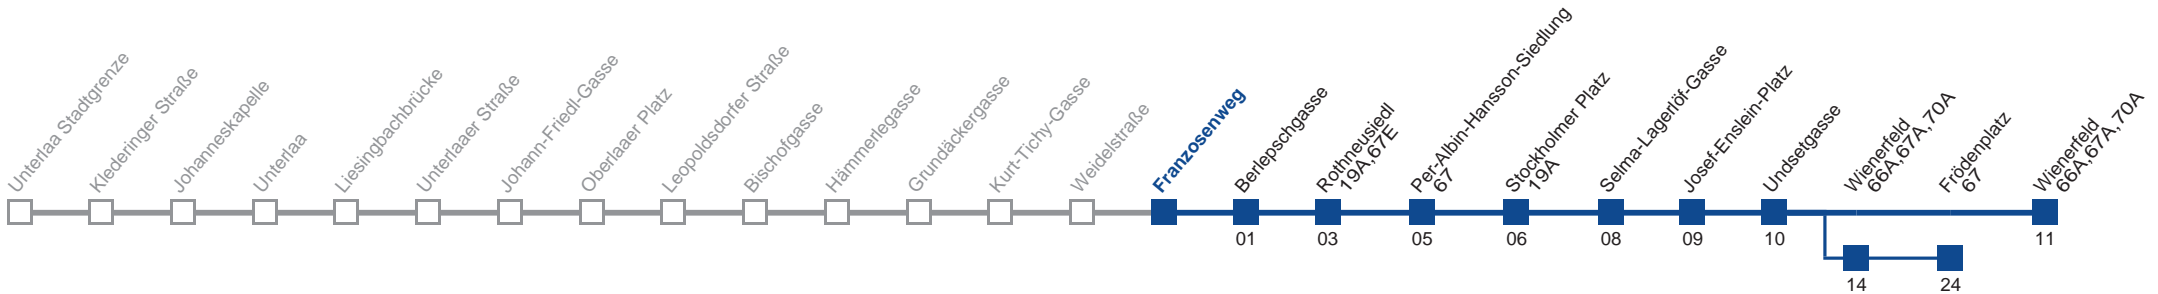 Unterlaa Stadtgrenze
Klederinger Straße
Johanneskapelle
Unterlaa
Liesingbachbrücke
Unterlaaer Straße
Johann-Friedl-Gasse
Oberlaaer Platz
Leopoldsdorfer Straße
Bischofgasse
Hämmerlegasse
Grundäckergasse
Kurt-Tichy-Gasse
Weidelstraße
Franzosenweg
Berlepschgasse
Rothneusiedl
19A,67E
Per-Albin-Hansson-Siedlung
67
Stockholmer Platz
19A
Selma-Lagerlöf-Gasse
Josef-Enslein-Platz
Undsetgasse
Wienerfeld
66A,67A,70A
Frödenplatz
67
Wienerfeld
66A,67A,70A
01
03
05
06
08
09
10
11
14
24